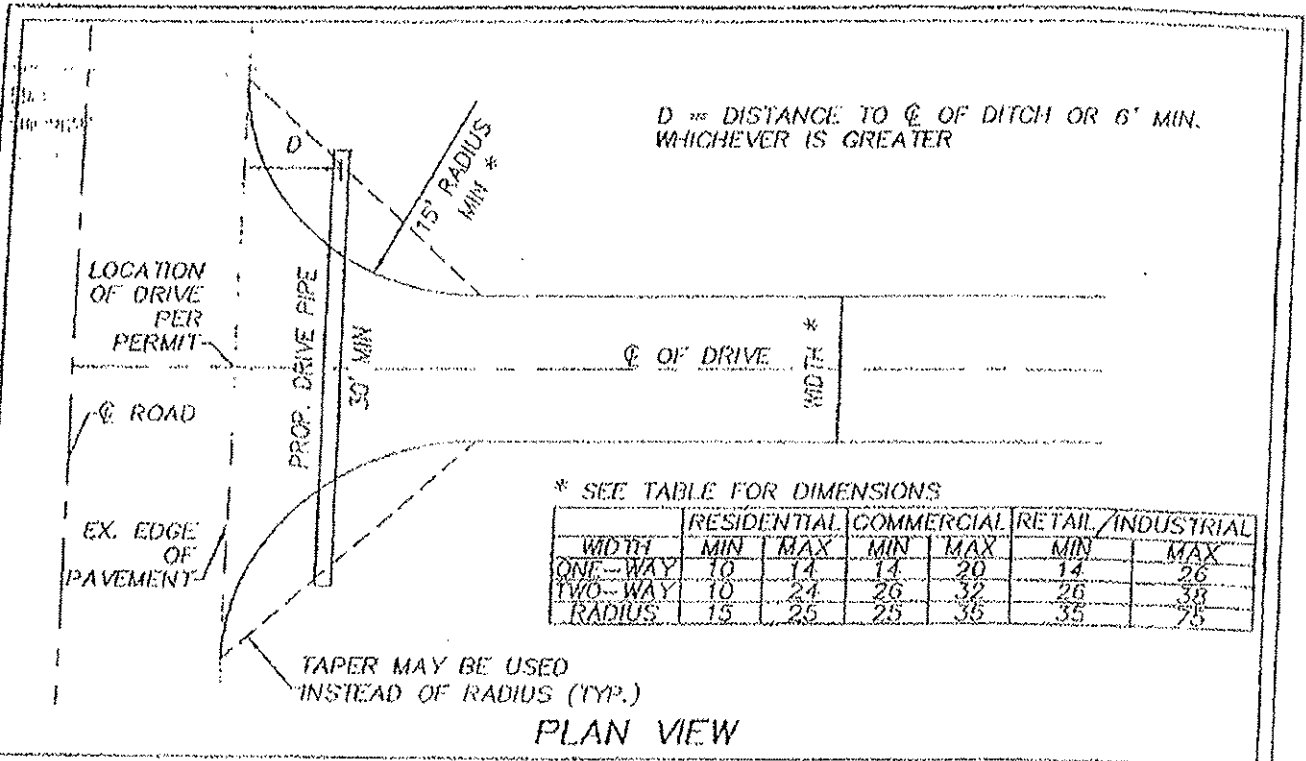 D = DISTANCE TO ℄ OF DITCH OR 6' MIN.
WHICHEVER IS GREATER
D
15' RADIUS
MIN *
LOCATION
OF DRIVE
PER
PERMIT
PROP. DRIVE PIPE
30' MIN
℄ OF DRIVE
WIDTH *
℄ ROAD
EX. EDGE
OF
PAVEMENT
* SEE TABLE FOR DIMENSIONS
RESIDENTIAL COMMERCIAL RETAIL/INDUSTRIAL
WIDTH MIN MAX MIN MAX MIN MAX
ONE-WAY 10 14 14 20 14 26
TWO-WAY 10 24 26 32 26 38
RADIUS 15 25 25 35 35 75
TAPER MAY BE USED
INSTEAD OF RADIUS (TYP.)
PLAN VIEW